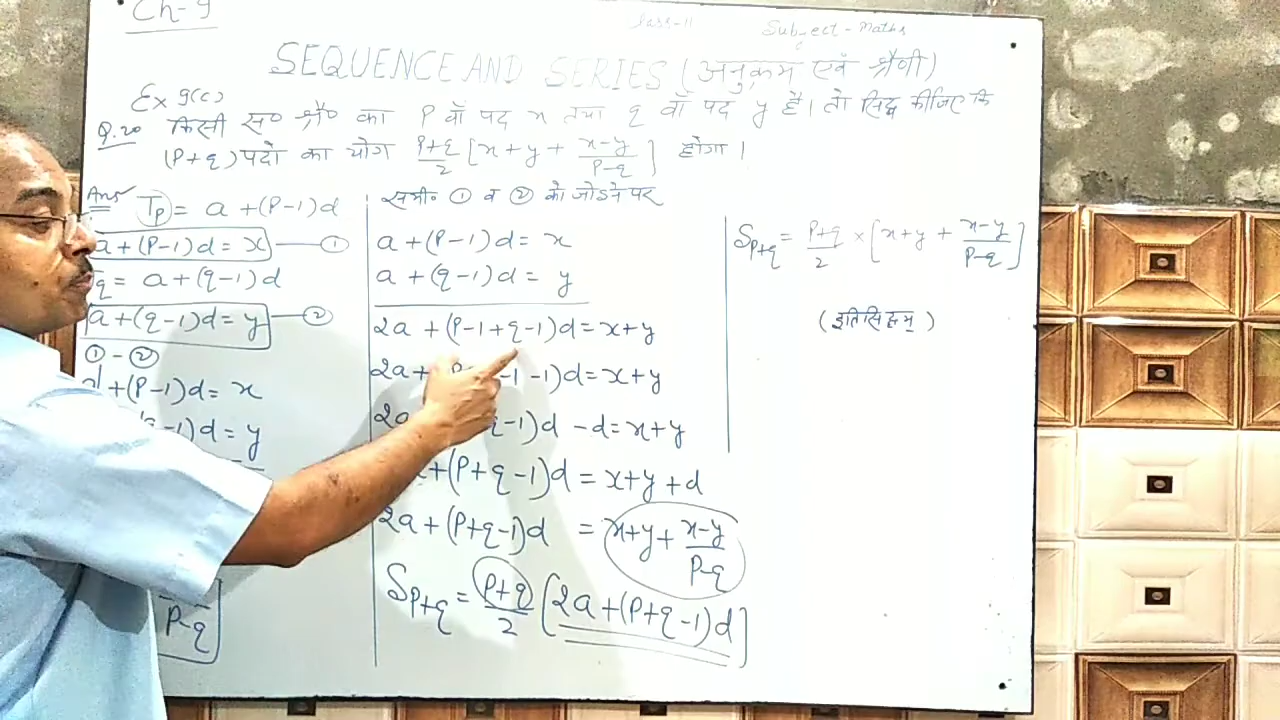 Ch-9
Class-11
Subject-Maths
SEQUENCE AND SERIES (अनुक्रम एवं श्रेणी)
Ex 9(c)
Q.20 किसी स० श्रे० का P वाँ पद x तथा q वाँ पद y है। तो सिद्ध कीजिए कि
(P+q) पदो का योग P+q/2 [x+y+ x-y/P-q] होगा।
Ans Tp = a+(P-1)d
a+(P-1)d = x —①
Tq = a+(q-1)d
a+(q-1)d = y —②
① - ②
+(P-1)d = x
-1)d = y
P-q
समी० ① व ② को जोडने पर
a+(P-1)d = x
a+(q-1)d = y
2a+(P-1+q-1)d = x+y
2a+ -1-1)d = x+y
q-1)d -d = x+y
+(P+q-1)d = x+y+d
2a+(P+q-1)d = x+y+ x-y/P-q
Sp+q = P+q/2 [2a+(P+q-1)d]
Sp+q = P+q/2 × [x+y+ x-y/P-q]
(इतिसिद्धम्)